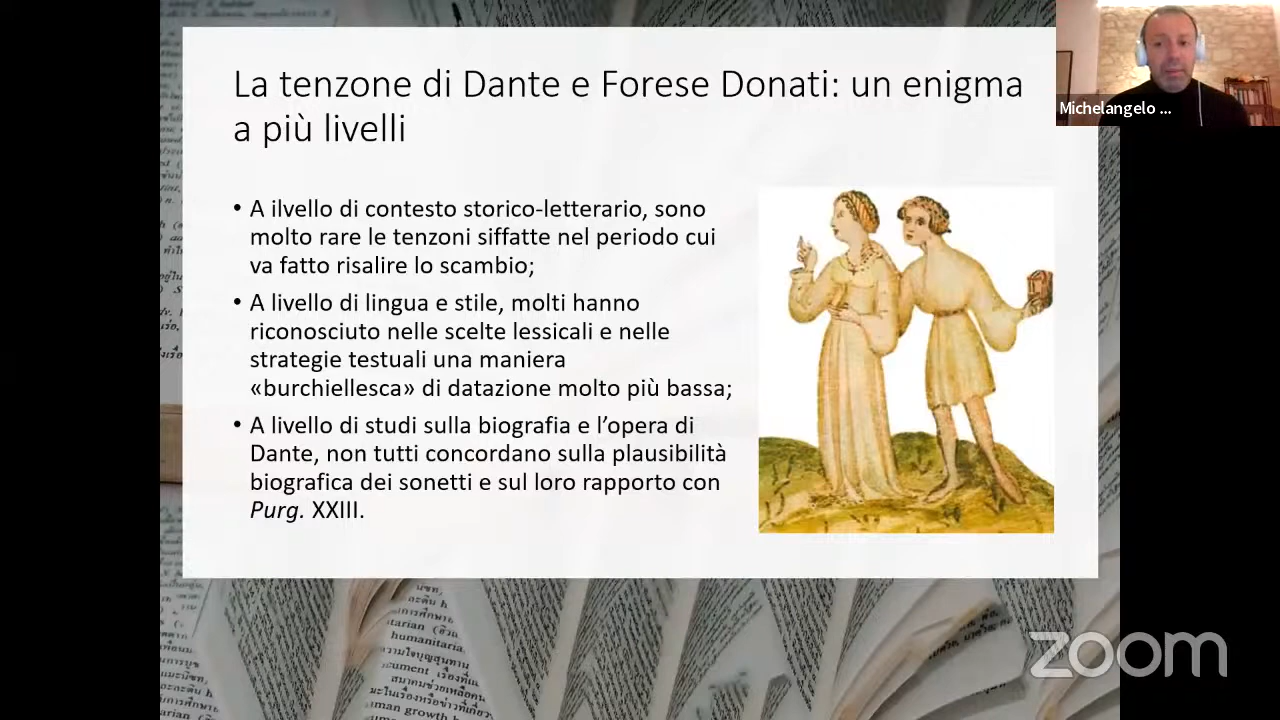 La tenzone di Dante e Forese Donati: un enigma
a più livelli
Michelangelo ...
• A ilvello di contesto storico-letterario, sono
molto rare le tenzoni siffatte nel periodo cui
va fatto risalire lo scambio;
• A livello di lingua e stile, molti hanno
riconosciuto nelle scelte lessicali e nelle
strategie testuali una maniera
«burchiellesca» di datazione molto più bassa;
• A livello di studi sulla biografia e l’opera di
Dante, non tutti concordano sulla plausibilità
biografica dei sonetti e sul loro rapporto con
Purg. XXIII.
zoom